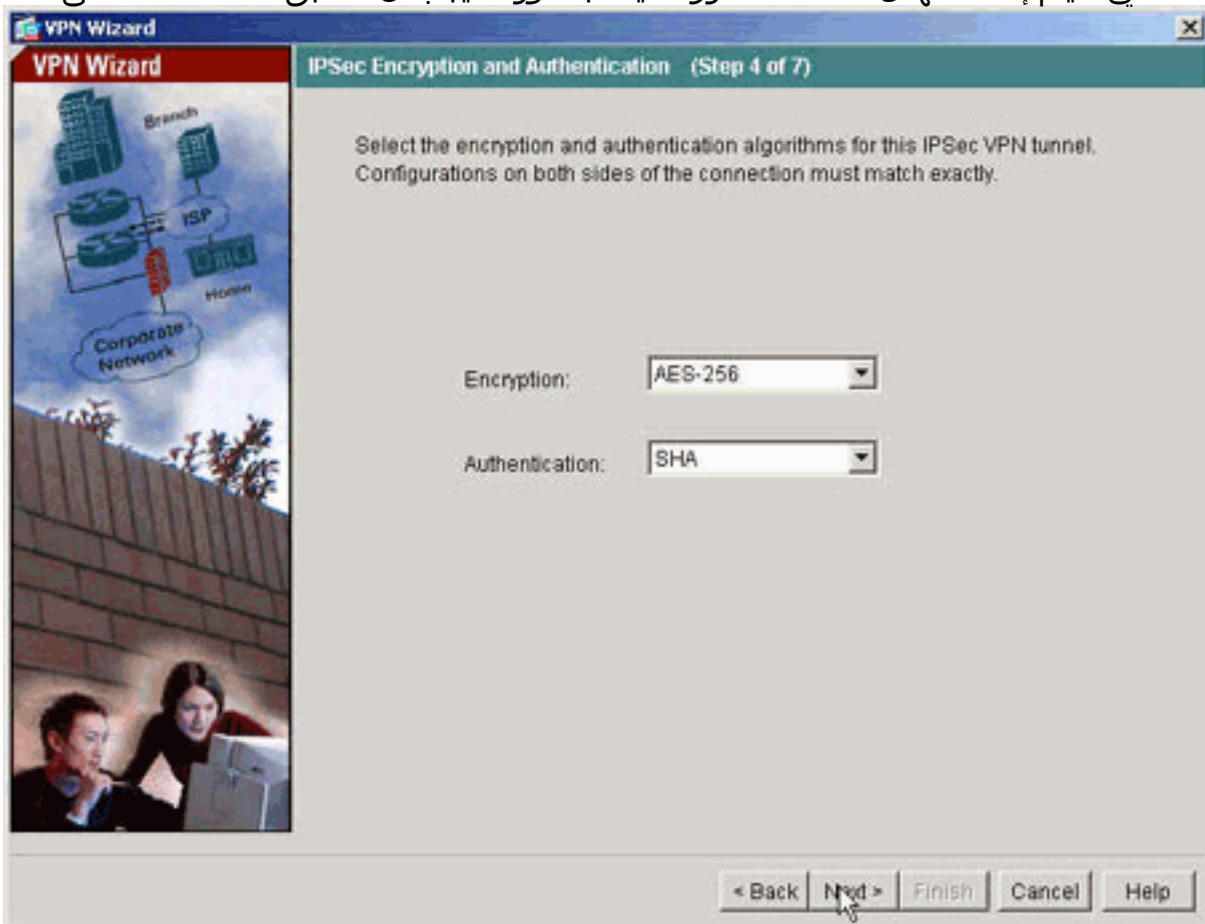 VPN Wizard
VPN Wizard
IPSec Encryption and Authentication (Step 4 of 7)
Branch
ISP
Home
Corporate
Network
Select the encryption and authentication algorithms for this IPSec VPN tunnel.
Configurations on both sides of the connection must match exactly.
Encryption: AES-256
Authentication: SHA
< Back Next > Finish Cancel Help